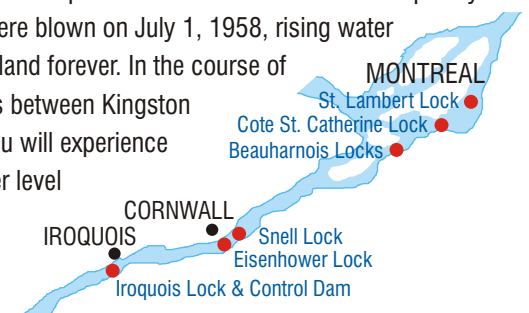 ere blown on July 1, 1958, rising water
land forever. In the course of
s between Kingston
u will experience
er level
MONTREAL
St. Lambert Lock
Cote St. Catherine Lock
Beauharnois Locks
CORNWALL
IROQUOIS
Snell Lock
Eisenhower Lock
Iroquois Lock & Control Dam